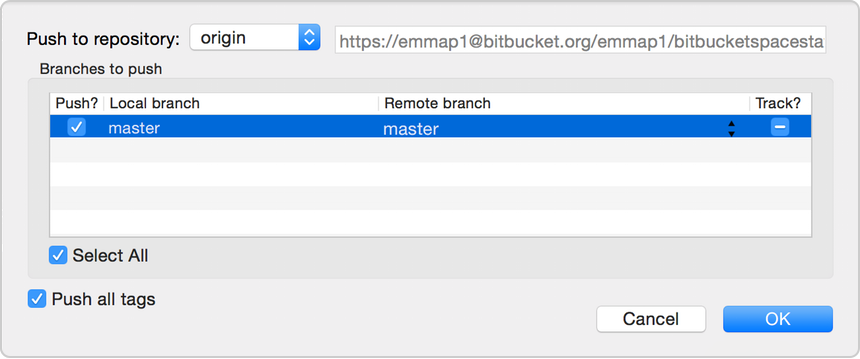 Push to repository: origin https://emmap1@bitbucket.org/emmap1/bitbucketspacesta
Branches to push
Push? Local branch Remote branch Track?
master master
Select All
Push all tags
Cancel OK